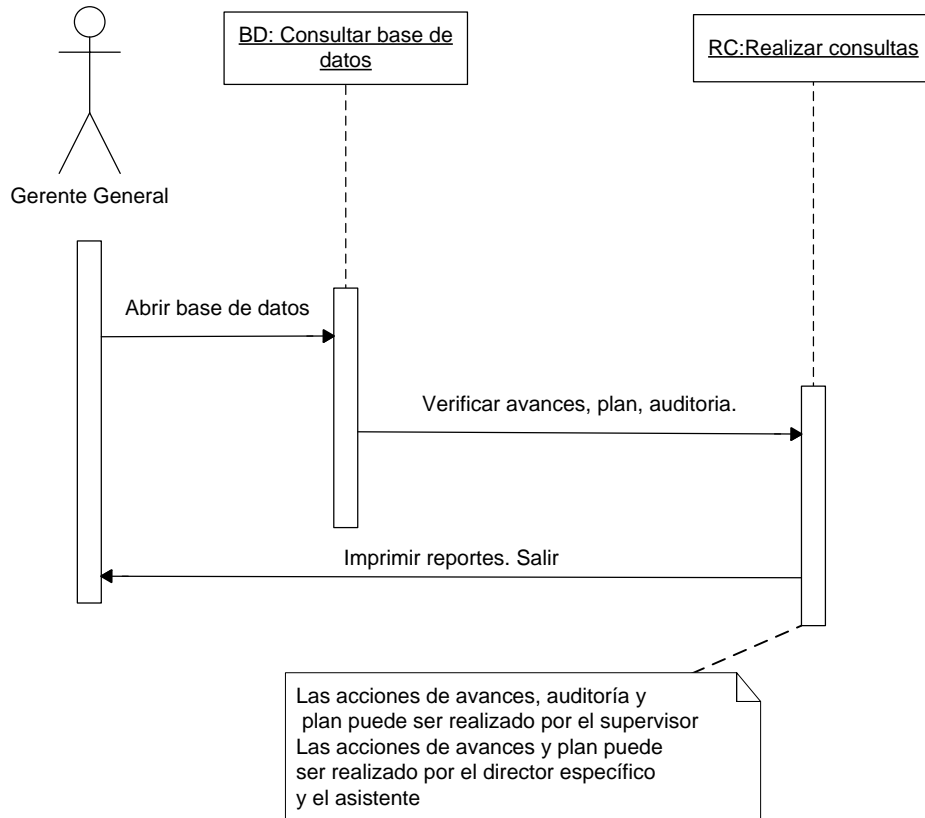 BD: Consultar base de
datos
RC:Realizar consultas
Gerente General
Abrir base de datos
Verificar avances, plan, auditoria.
Imprimir reportes. Salir
Las acciones de avances, auditoría y
plan puede ser realizado por el supervisor
Las acciones de avances y plan puede
ser realizado por el director específico
y el asistente